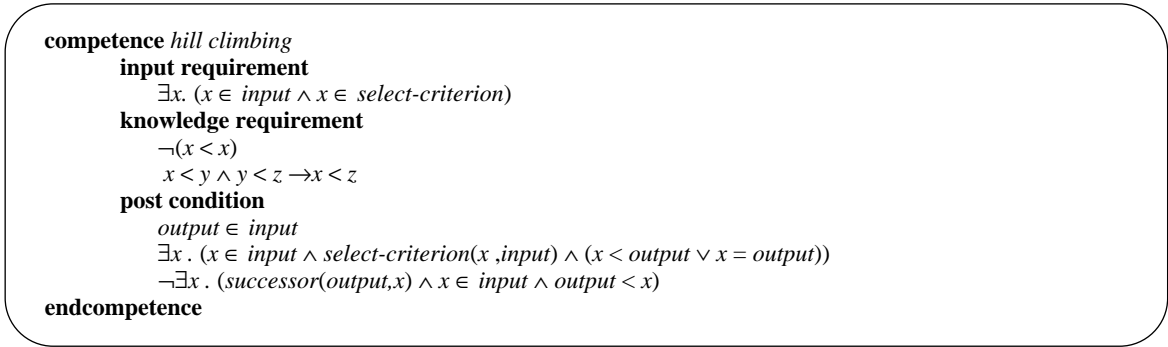 competence hill climbing
input requirement
∃x. (x ∈ input ∧ x ∈ select-criterion)
knowledge requirement
¬(x < x)
x < y ∧ y < z →x < z
post condition
output ∈ input
∃x . (x ∈ input ∧ select-criterion(x ,input) ∧ (x < output ∨ x = output))
¬∃x . (successor(output,x) ∧ x ∈ input ∧ output < x)
endcompetence